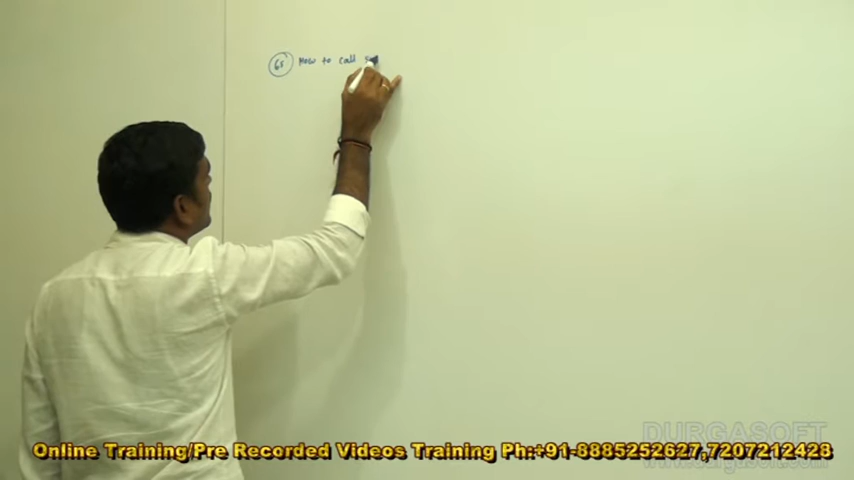 65 How to call
DURGASOFT
Online Training/PRE Recorded Videos Training Ph:+91-8885252627,7207212428